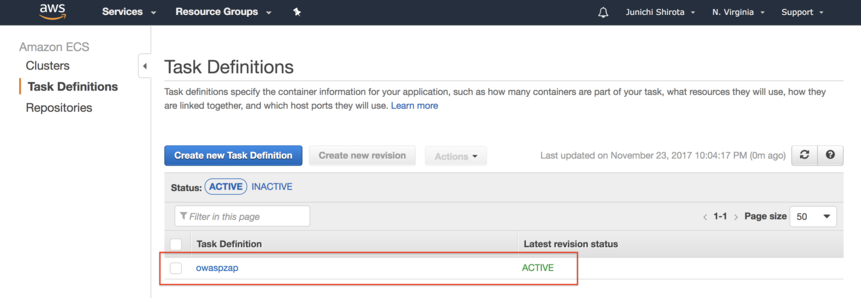 aws Services Resource Groups Junichi Shirota N. Virginia Support
Amazon ECS
Clusters
Task Definitions
Repositories
Task Definitions
Task definitions specify the container information for your application, such as how many containers are part of your task, what resources they will use, how they
are linked together, and which host ports they will use. Learn more
Create new Task Definition Create new revision Actions Last updated on November 23, 2017 10:04:17 PM (0m ago)
Status: ACTIVE INACTIVE
Filter in this page < 1-1 > Page size 50
Task Definition Latest revision status
owaspzap ACTIVE